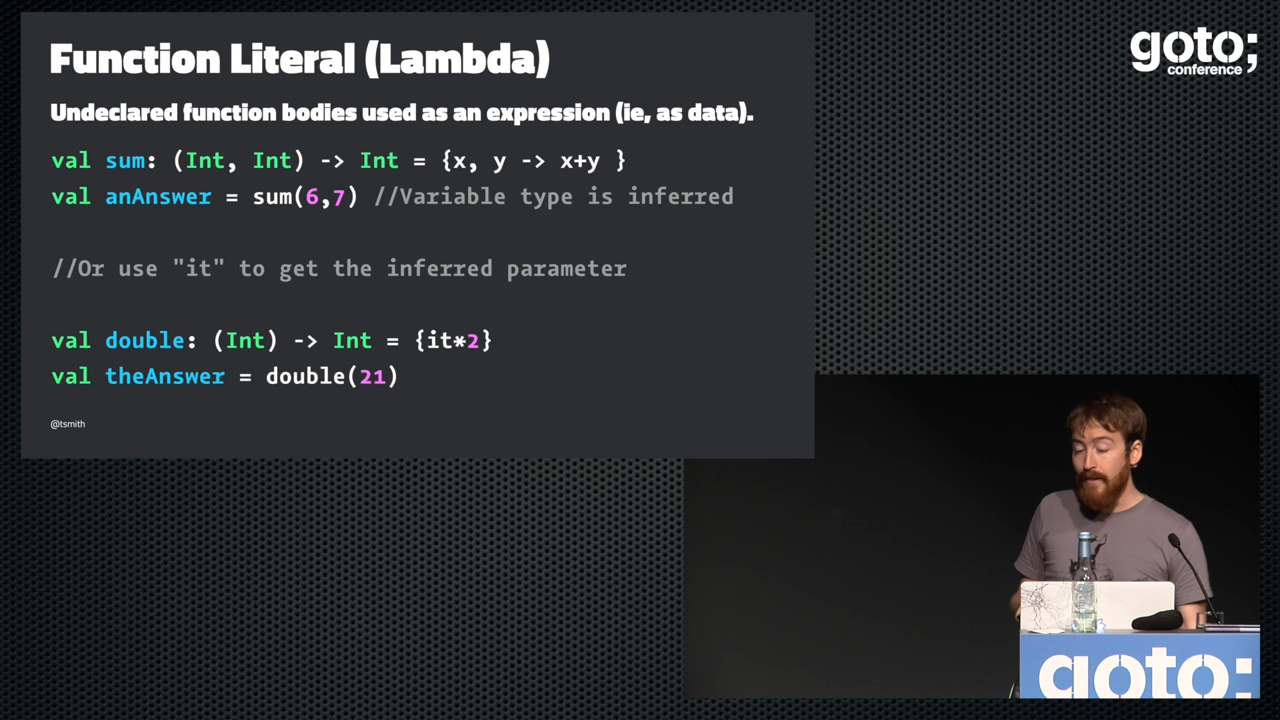 Function Literal (Lambda)
Undeclared function bodies used as an expression (ie, as data).
val sum: (Int, Int) -> Int = {x, y -> x+y }
val anAnswer = sum(6,7) //Variable type is inferred
//Or use "it" to get the inferred parameter
val double: (Int) -> Int = {it*2}
val theAnswer = double(21)
@tsmith
goto;
conference
goto;